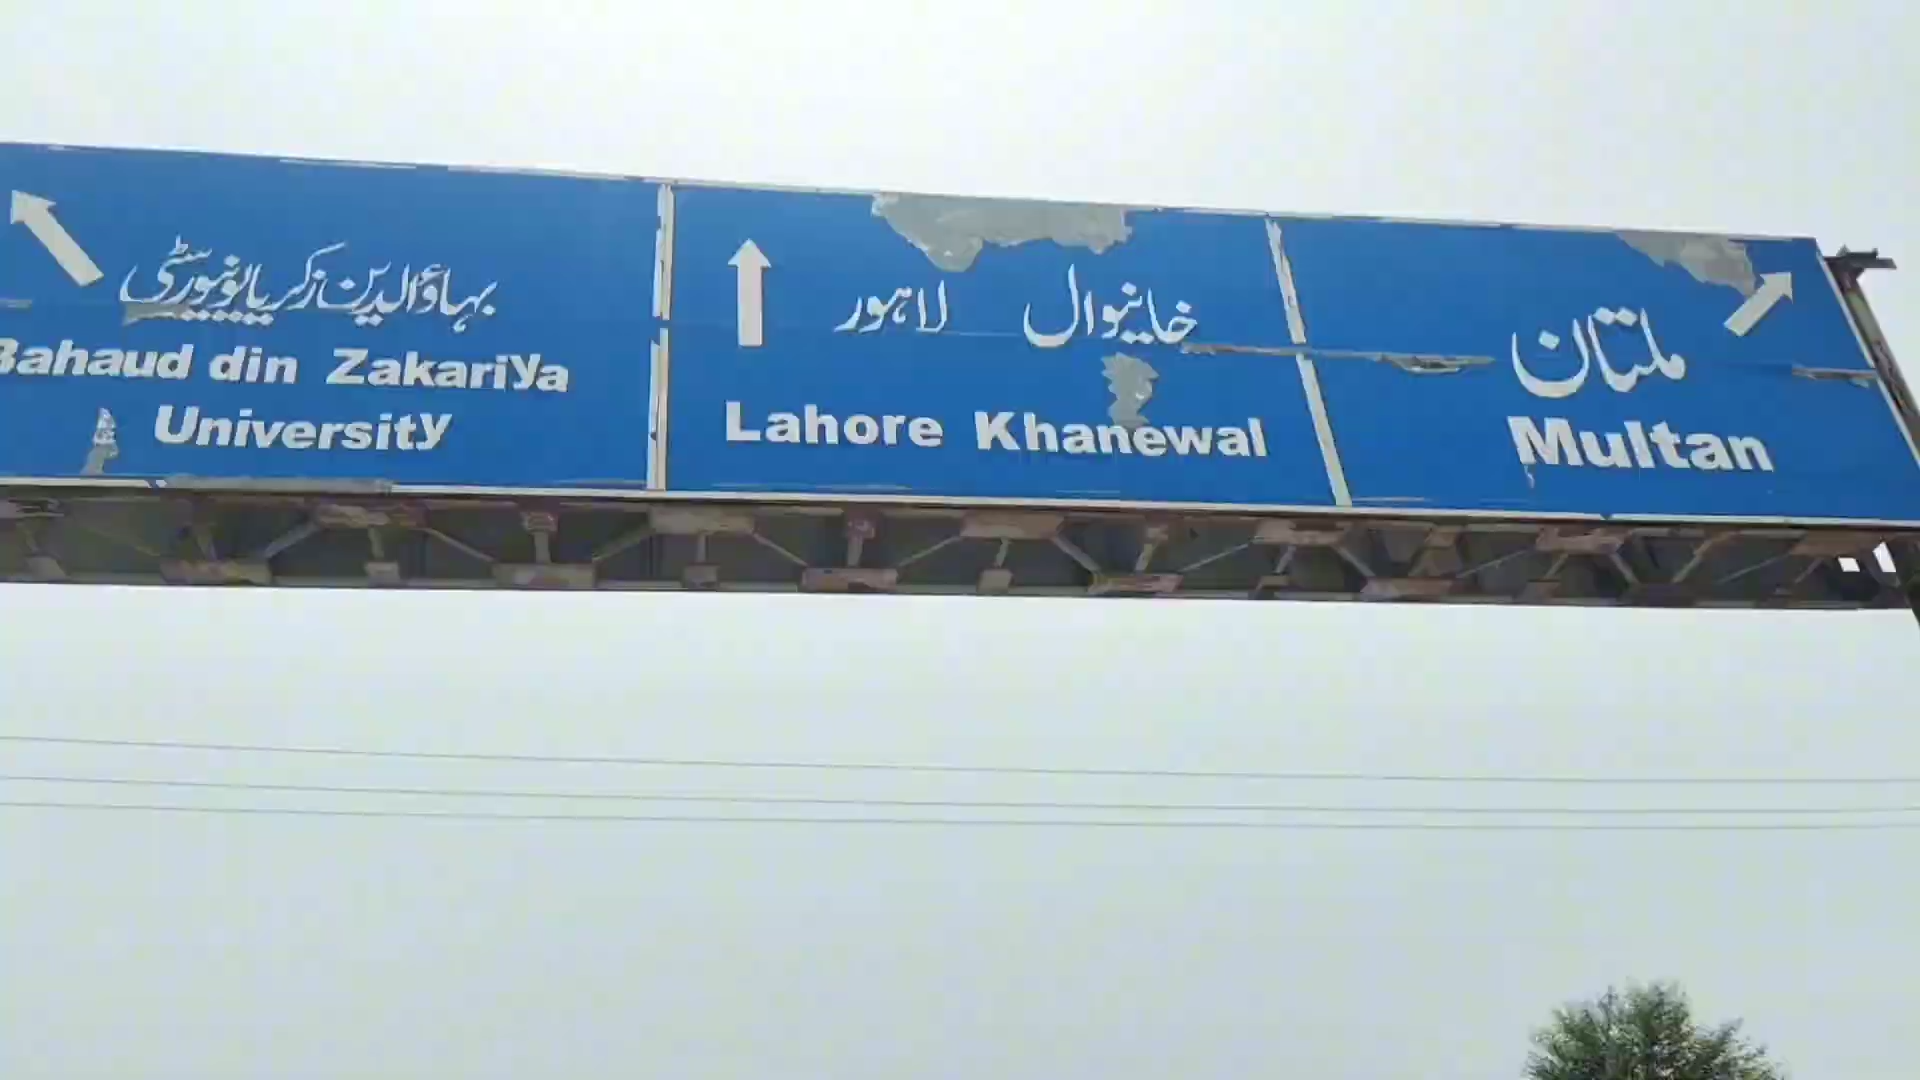 بہاؤالدین زکریا یونیورسٹی
Bahaud din Zakariya
University
خانیوال لاہور
Lahore Khanewal
ملتان
Multan